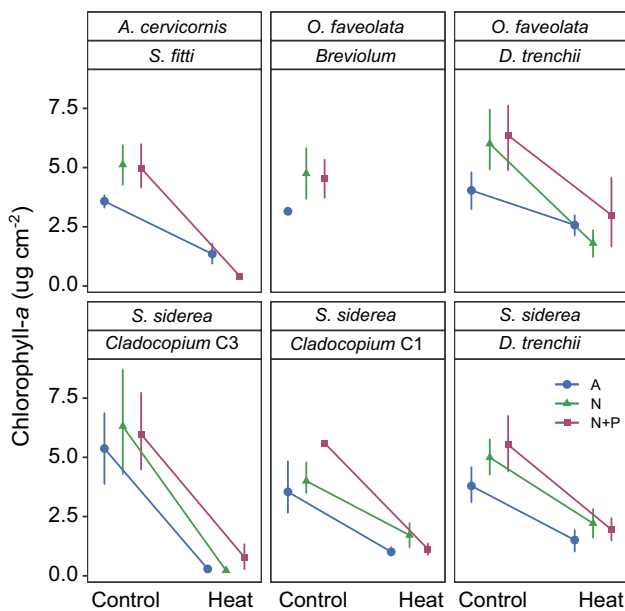 A. cervicornis
S. fitti
O. faveolata
Breviolum
O. faveolata
D. trenchii
Chlorophyll-a (ug cm-2)
7.5
5.0
2.5
0.0
S. siderea
Cladocopium C3
S. siderea
Cladocopium C1
S. siderea
D. trenchii
7.5
5.0
2.5
0.0
A
N
N+P
Control Heat
Control Heat
Control Heat